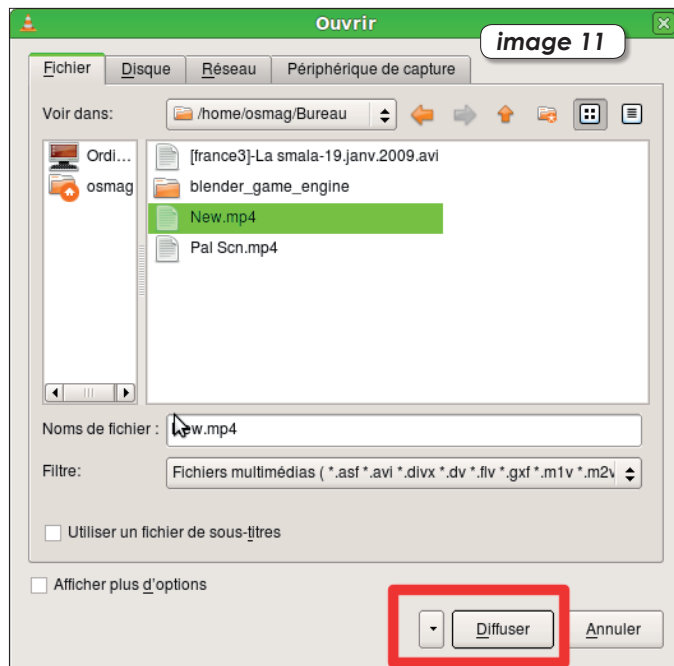 Ouvrir
image 11
Fichier Disque Réseau Périphérique de capture
Voir dans: /home/osmag/Bureau
Ordi... [france3]-La smala-19.janv.2009.avi
osmag blender_game_engine
New.mp4
Pal Scn.mp4
Noms de fichier : New.mp4
Filtre: Fichiers multimédias ( *.asf *.avi *.divx *.dv *.flv *.gxf *.m1v *.m2v
Utiliser un fichier de sous-titres
Afficher plus d'options
Diffuser Annuler